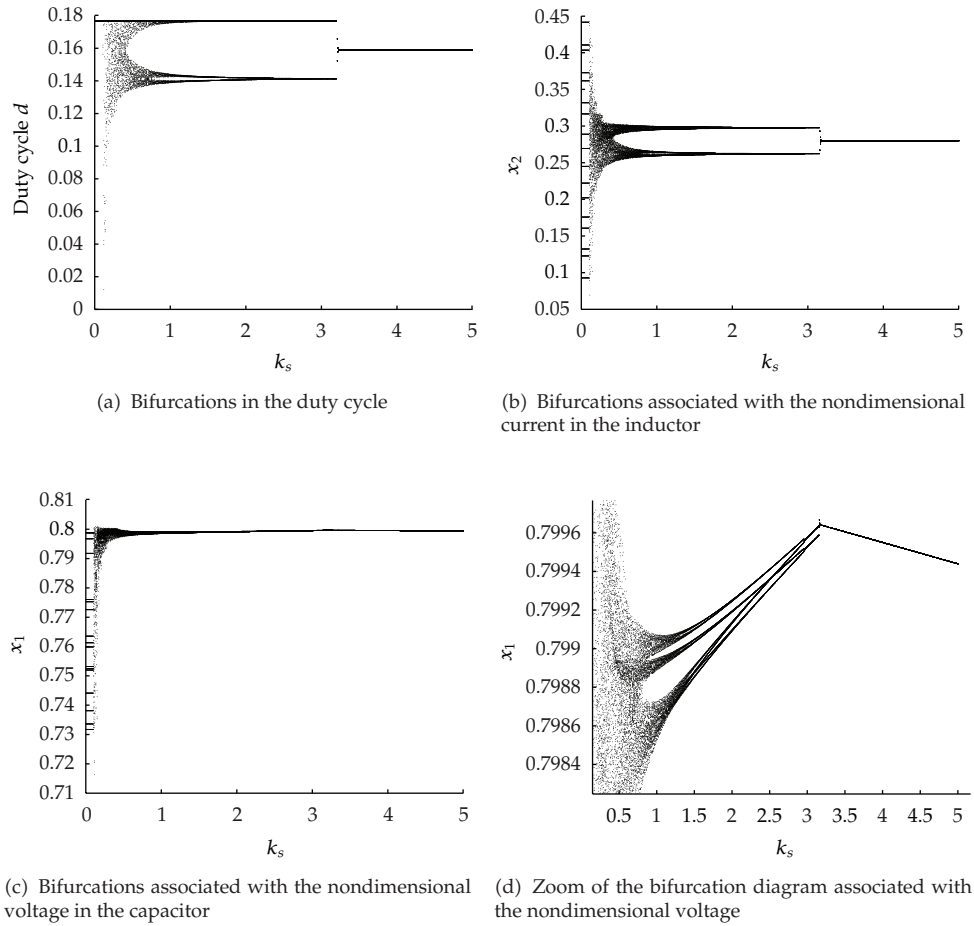 0.18
0.16
0.14
0.12
0.1
0.08
0.06
0.04
0.02
0
Duty cycle d
0 1 2 3 4 5
k_s
(a) Bifurcations in the duty cycle
0.45
0.4
0.35
0.3
0.25
0.2
0.15
0.1
0.05
x_2
0 1 2 3 4 5
k_s
(b) Bifurcations associated with the nondimensional
current in the inductor
0.81
0.8
0.79
0.78
0.77
0.76
0.75
0.74
0.73
0.72
0.71
x_1
0 1 2 3 4 5
k_s
(c) Bifurcations associated with the nondimensional
voltage in the capacitor
0.7996
0.7994
0.7992
0.799
0.7988
0.7986
0.7984
x_1
0.5 1 1.5 2 2.5 3 3.5 4 4.5 5
k_s
(d) Zoom of the bifurcation diagram associated with
the nondimensional voltage